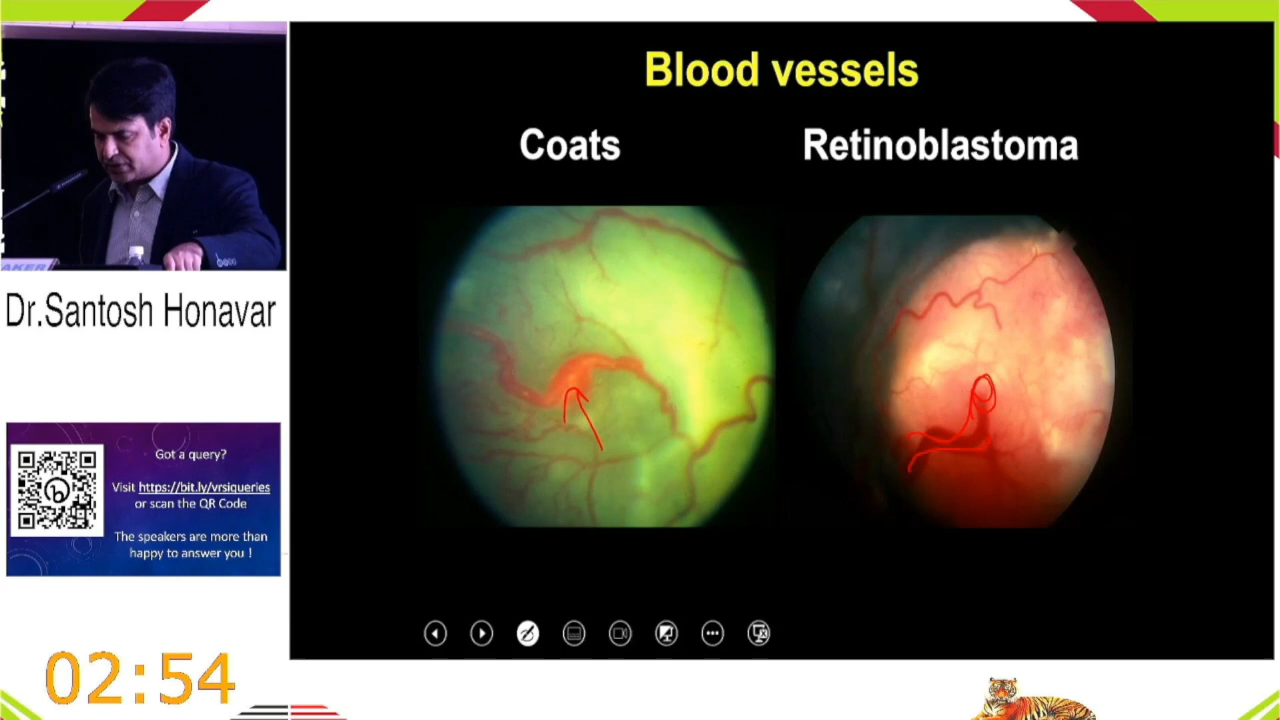 Blood vessels
Coats
Retinoblastoma
Dr.Santosh Honavar
Got a query?
Visit https://bit.ly/vrsiqueries
or scan the QR Code
The speakers are more than
happy to answer you !
02:54